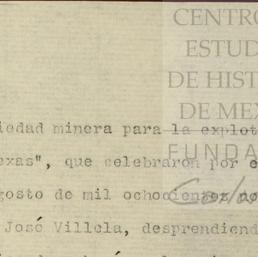 CENTRO
ESTUD
DE HIST
DE MEX
FUNDA
iedad minera para la explot
exas", que celebraron por e
gosto de mil ochocientos no
José Villela, desprendiend